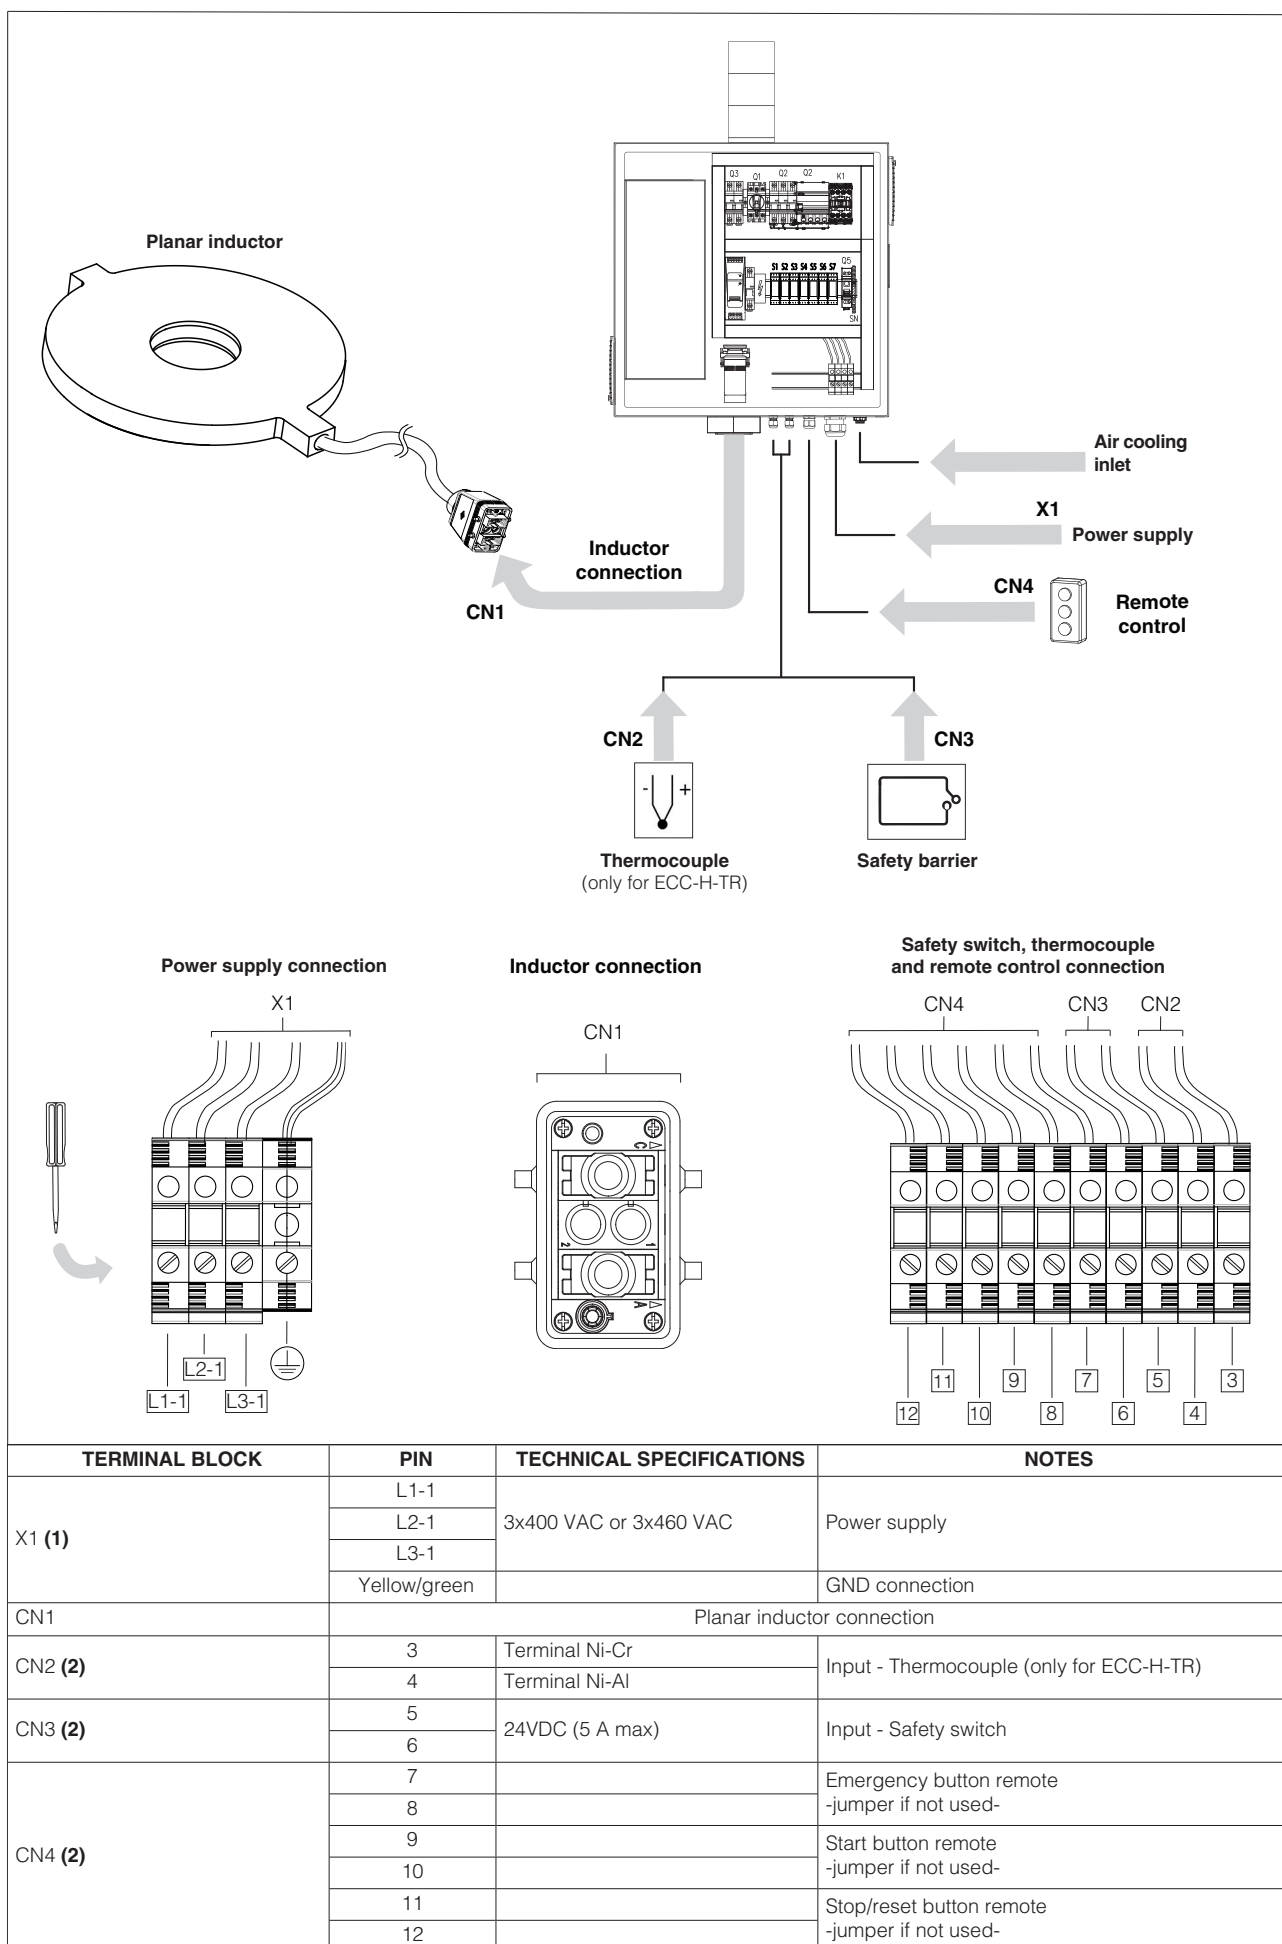 Q3 Q1 Q2 Q2 K1
Planar inductor
S1 S2 S3 S4 S5 S6 S7 Q5
SN
Air cooling
inlet
X1
Power supply
Inductor
connection
CN1
CN4
Remote
control
CN2
CN3
- +
Thermocouple
(only for ECC-H-TR)
Safety barrier
Power supply connection
Inductor connection
Safety switch, thermocouple
and remote control connection
X1
CN1
CN4 CN3 CN2
C
2 1
A
L1-1
L2-1
L3-1
12 11 10 9 8 7 6 5 4 3
TERMINAL BLOCK PIN TECHNICAL SPECIFICATIONS NOTES
X1 (1)
L1-1
L2-1 3x400 VAC or 3x460 VAC Power supply
L3-1
Yellow/green GND connection
CN1 Planar inductor connection
CN2 (2)
3 Terminal Ni-Cr
4 Terminal Ni-Al
Input - Thermocouple (only for ECC-H-TR)
CN3 (2)
5
6
24VDC (5 A max) Input - Safety switch
CN4 (2)
7
8
Emergency button remote
-jumper if not used-
9
10
Start button remote
-jumper if not used-
11
12
Stop/reset button remote
-jumper if not used-